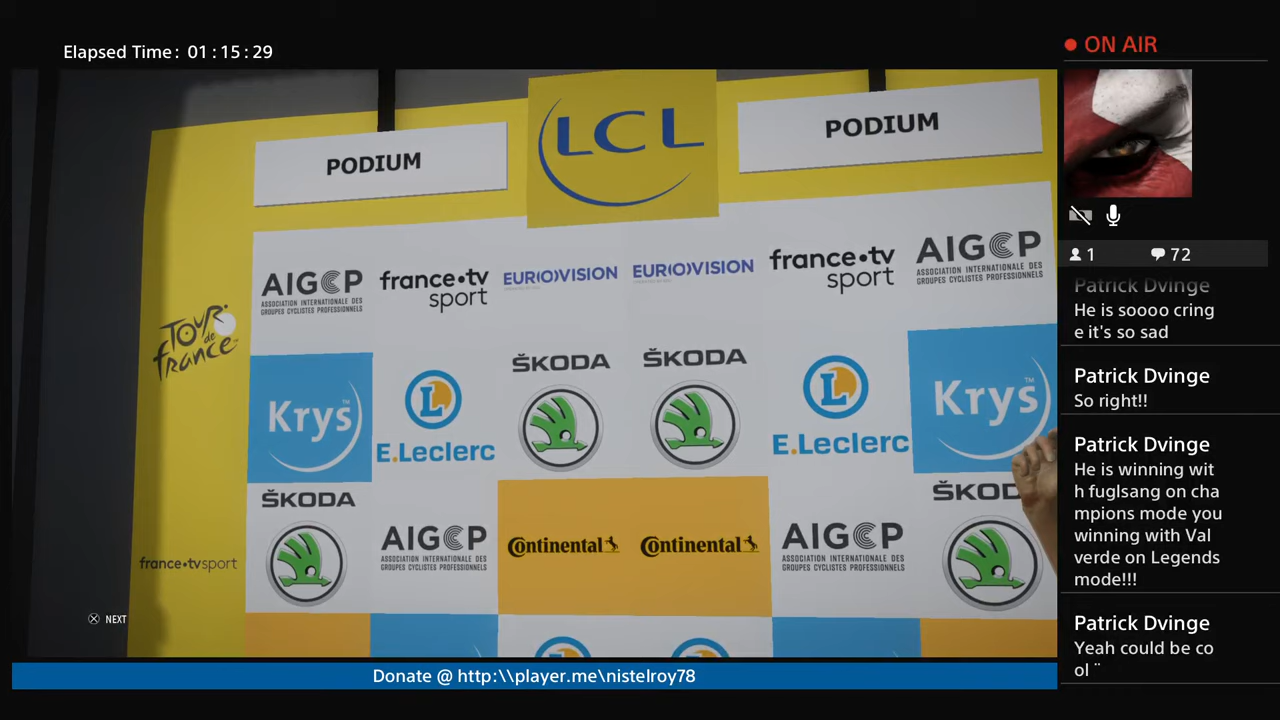 Elapsed Time: 01:15:29
ON AIR
PODIUM
LCL
PODIUM
AIGCP
ASSOCIATION INTERNATIONALE DES
GROUPES CYCLISTES PROFESSIONNELS
france•tv
sport
EUROVISION
EUROVISION
france•tv
sport
AIGCP
ASSOCIATION INTERNATIONALE DES
GROUPES CYCLISTES PROFESSIONNELS
TOUR
de
france™
Krys™
L
E.Leclerc
ŠKODA
ŠKODA
L
E.Leclerc
Krys™
ŠKODA
AIGCP
ASSOCIATION INTERNATIONALE DES
GROUPES CYCLISTES PROFESSIONNELS
Continental
Continental
AIGCP
ASSOCIATION INTERNATIONALE DES
GROUPES CYCLISTES PROFESSIONNELS
ŠKOD
france•tvsport
NEXT
Donate @ http:\\player.me\nistelroy78
1
72
Patrick Dvinge
He is soooo cring
e it's so sad
Patrick Dvinge
So right!!
Patrick Dvinge
He is winning wit
h fuglsang on cha
mpions mode you
winning with Val
verde on Legends
mode!!!
Patrick Dvinge
Yeah could be co
ol ¨